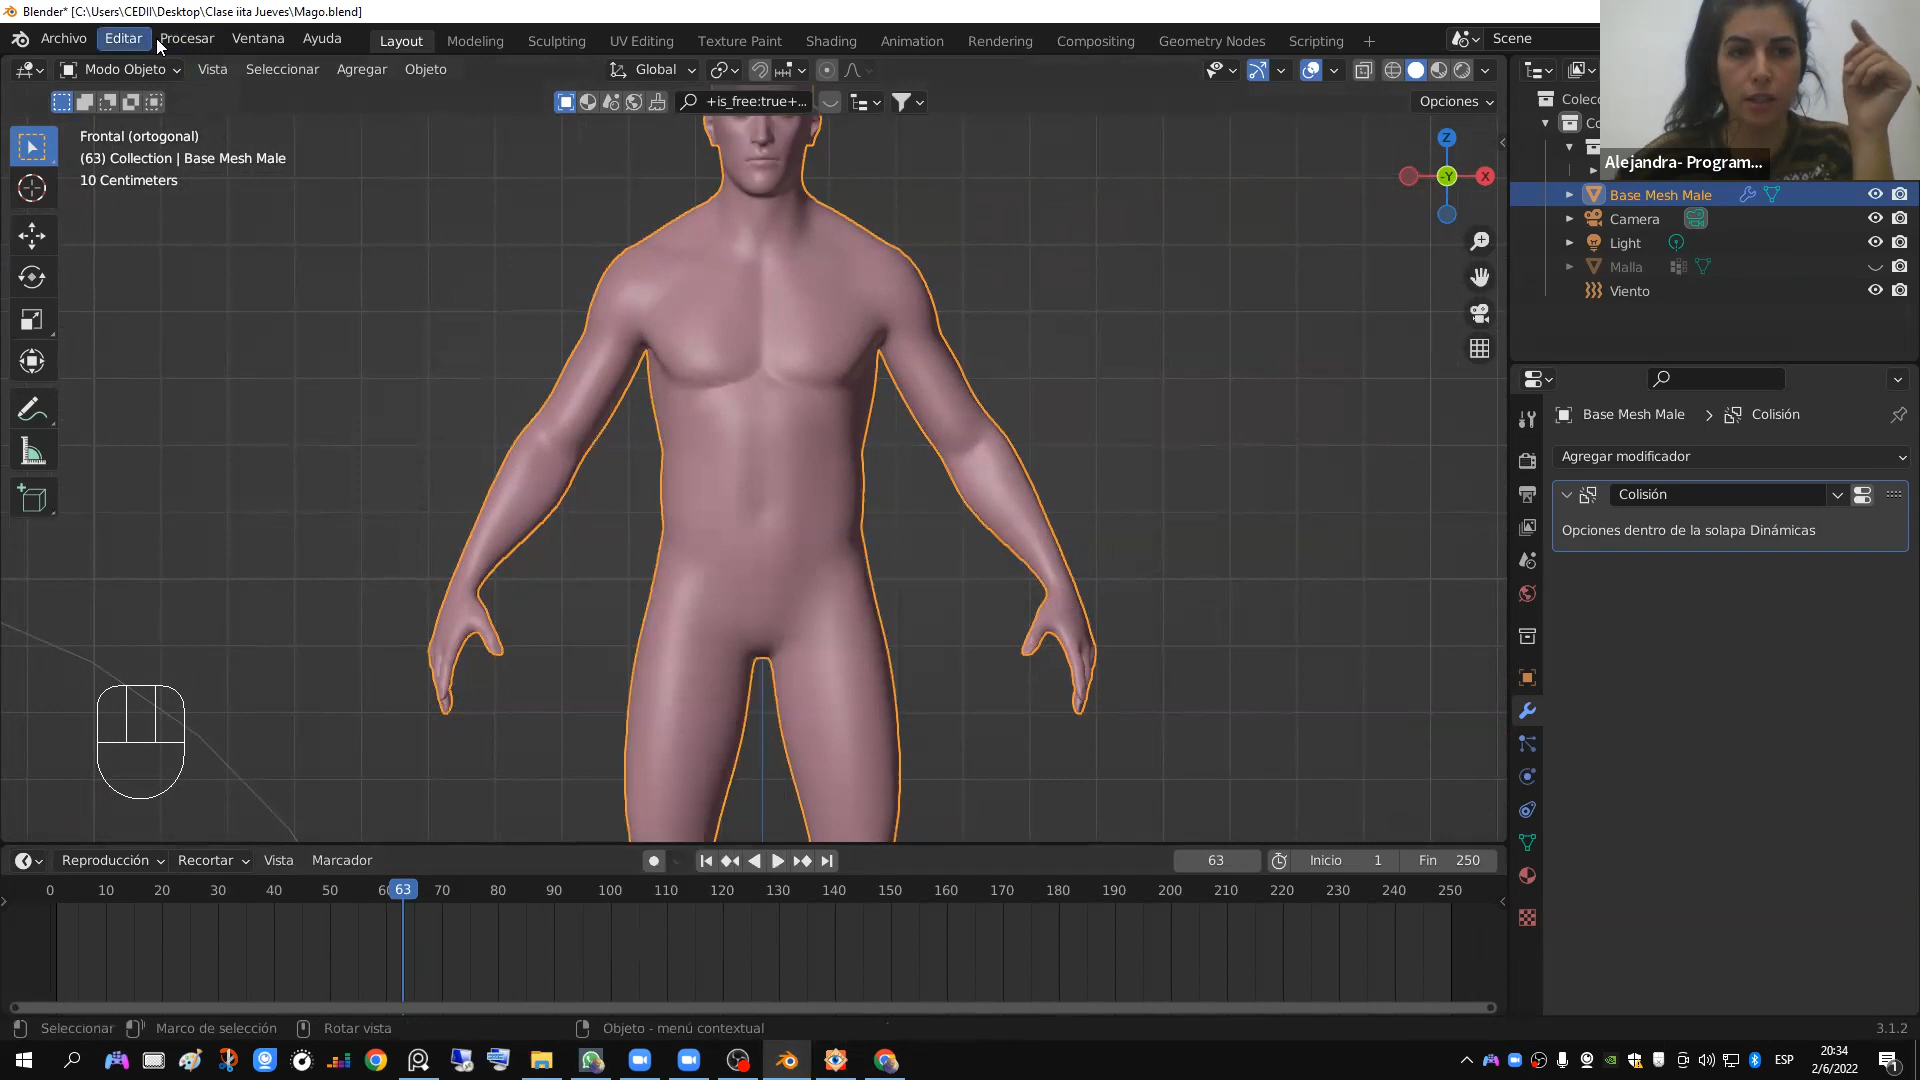 Blender* [C:\Users\CEDII\Desktop\Clase iita Jueves\Mago.blend]
Archivo Editar Procesar Ventana Ayuda Layout Modeling Sculpting UV Editing Texture Paint Shading Animation Rendering Compositing Geometry Nodes Scripting + Scene
Modo Objeto Vista Seleccionar Agregar Objeto Global
+is_free:true+... Opciones
Frontal (ortogonal)
(63) Collection | Base Mesh Male
10 Centimeters
Z
-Y X
Colec
Co
Alejandra- Program...
Base Mesh Male
Camera
Light
Malla
Viento
Base Mesh Male > Colisión
Agregar modificador
Colisión
Opciones dentro de la solapa Dinámicas
Reproducción Recortar Vista Marcador 63 Inicio 1 Fin 250
0 10 20 30 40 50 60 63 70 80 90 100 110 120 130 140 150 160 170 180 190 200 210 220 230 240 250
Seleccionar Marco de selección Rotar vista Objeto - menú contextual 3.1.2
ESP 20:34
2/6/2022
1